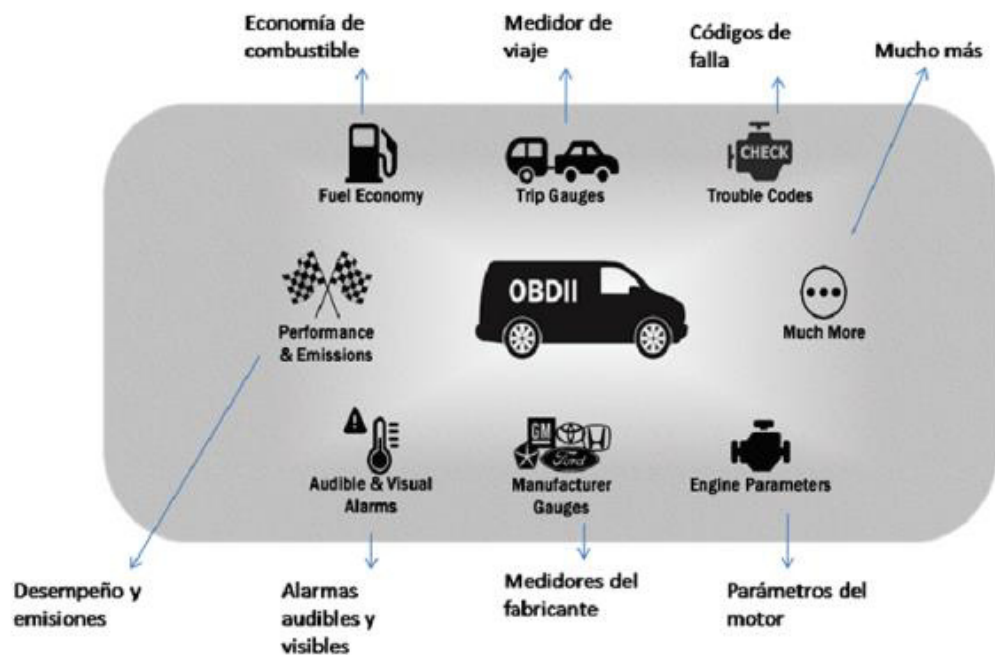 Economía de
combustible
Medidor de
viaje
Códigos de
falla
Mucho más
Fuel Economy
Trip Gauges
CHECK
Trouble Codes
OBDII
Performance
& Emissions
Much More
GM
Ford
Audible & Visual
Alarms
Manufacturer
Gauges
Engine Parameters
Desempeño y
emisiones
Alarmas
audibles y
visibles
Medidores del
fabricante
Parámetros del
motor